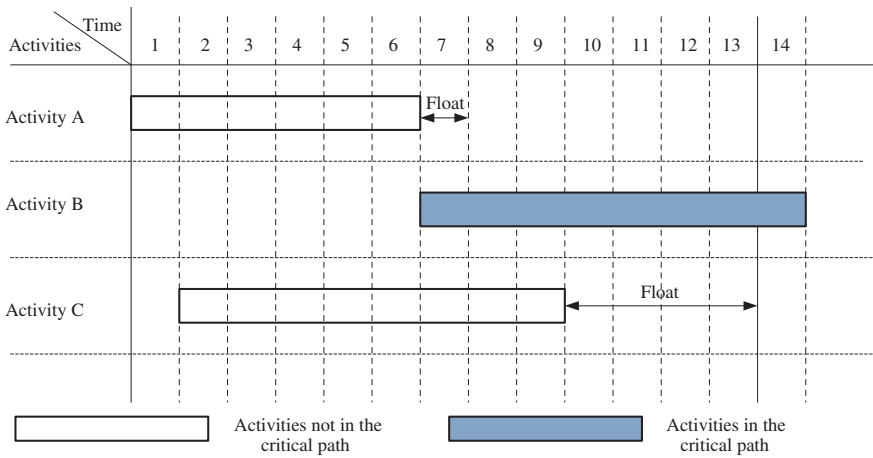 Time
Activities 1 2 3 4 5 6 7 8 9 10 11 12 13 14
Activity A
Float
Activity B
Activity C
Float
Activities not in the
critical path
Activities in the
critical path